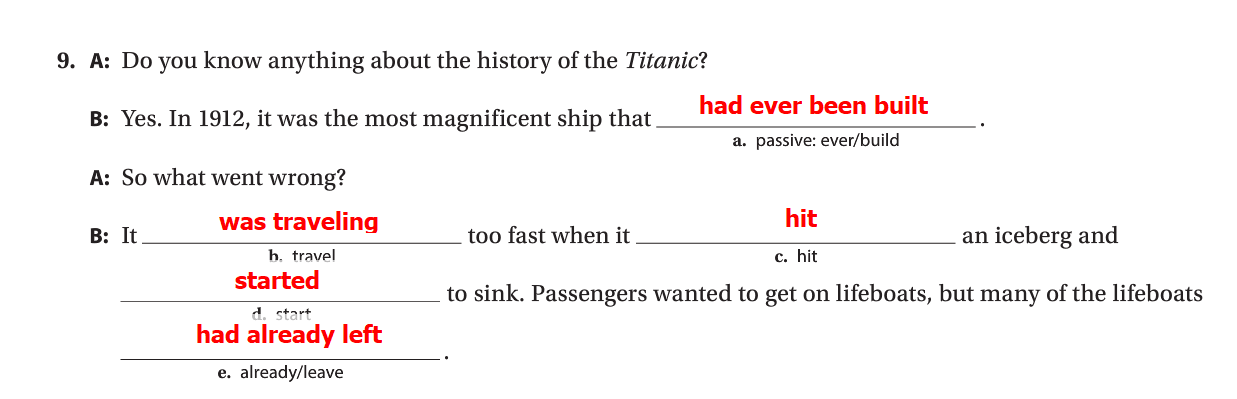 9. A: Do you know anything about the history of the Titanic?
B: Yes. In 1912, it was the most magnificent ship that had ever been built.
a. passive: ever/build
A: So what went wrong?
B: It was traveling too fast when it hit an iceberg and
b. travel c. hit
started to sink. Passengers wanted to get on lifeboats, but many of the lifeboats
d. start
had already left.
e. already/leave